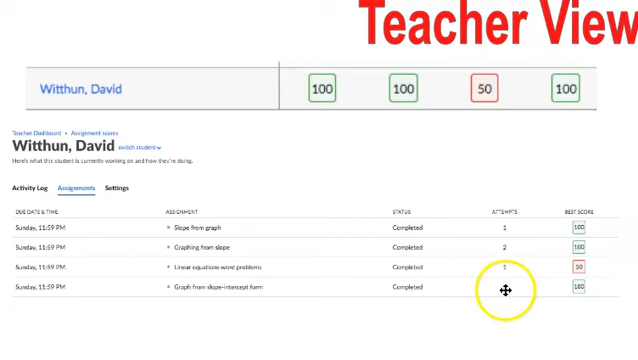 Teacher View
Witthun, David 100 100 50 100
Teacher Dashboard • Assignment scores
Witthun, David switch student
Here's what this student is currently working on and how they're doing.
Activity Log Assignments Settings
DUE DATE & TIME ASSIGNMENT STATUS ATTEMPTS BEST SCORE
Sunday, 11:59 PM Slope from graph Completed 1 100
Sunday, 11:59 PM Graphing from slope Completed 2 100
Sunday, 11:59 PM Linear equations word problems Completed 1 50
Sunday, 11:59 PM Graph from slope-intercept form Completed 100